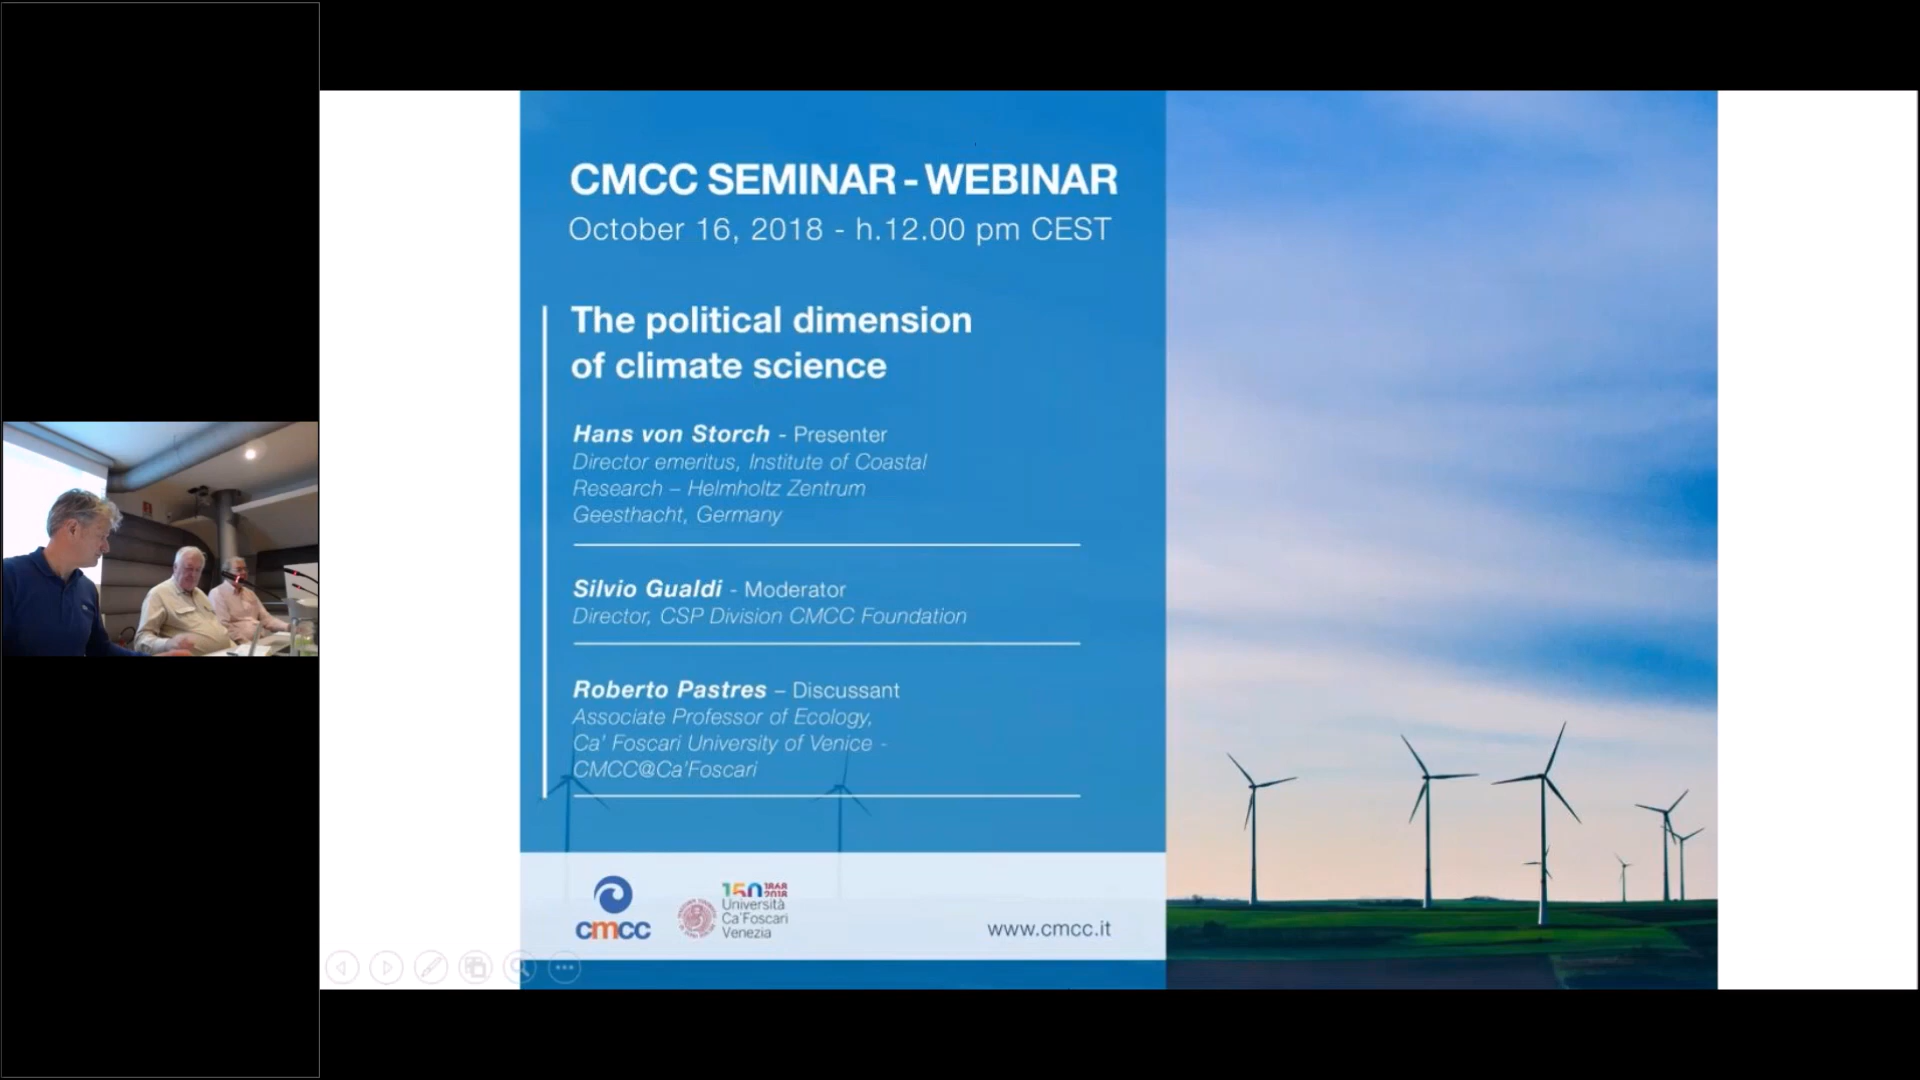 CMCC SEMINAR - WEBINAR
October 16, 2018 - h.12.00 pm CEST
The political dimension
of climate science
Hans von Storch - Presenter
Director emeritus, Institute of Coastal
Research – Helmholtz Zentrum
Geesthacht, Germany
Silvio Gualdi - Moderator
Director, CSP Division CMCC Foundation
Roberto Pastres – Discussant
Associate Professor of Ecology,
Ca' Foscari University of Venice -
CMCC@Ca'Foscari
cmcc
150 1868
2018
Università
Ca'Foscari
Venezia
www.cmcc.it